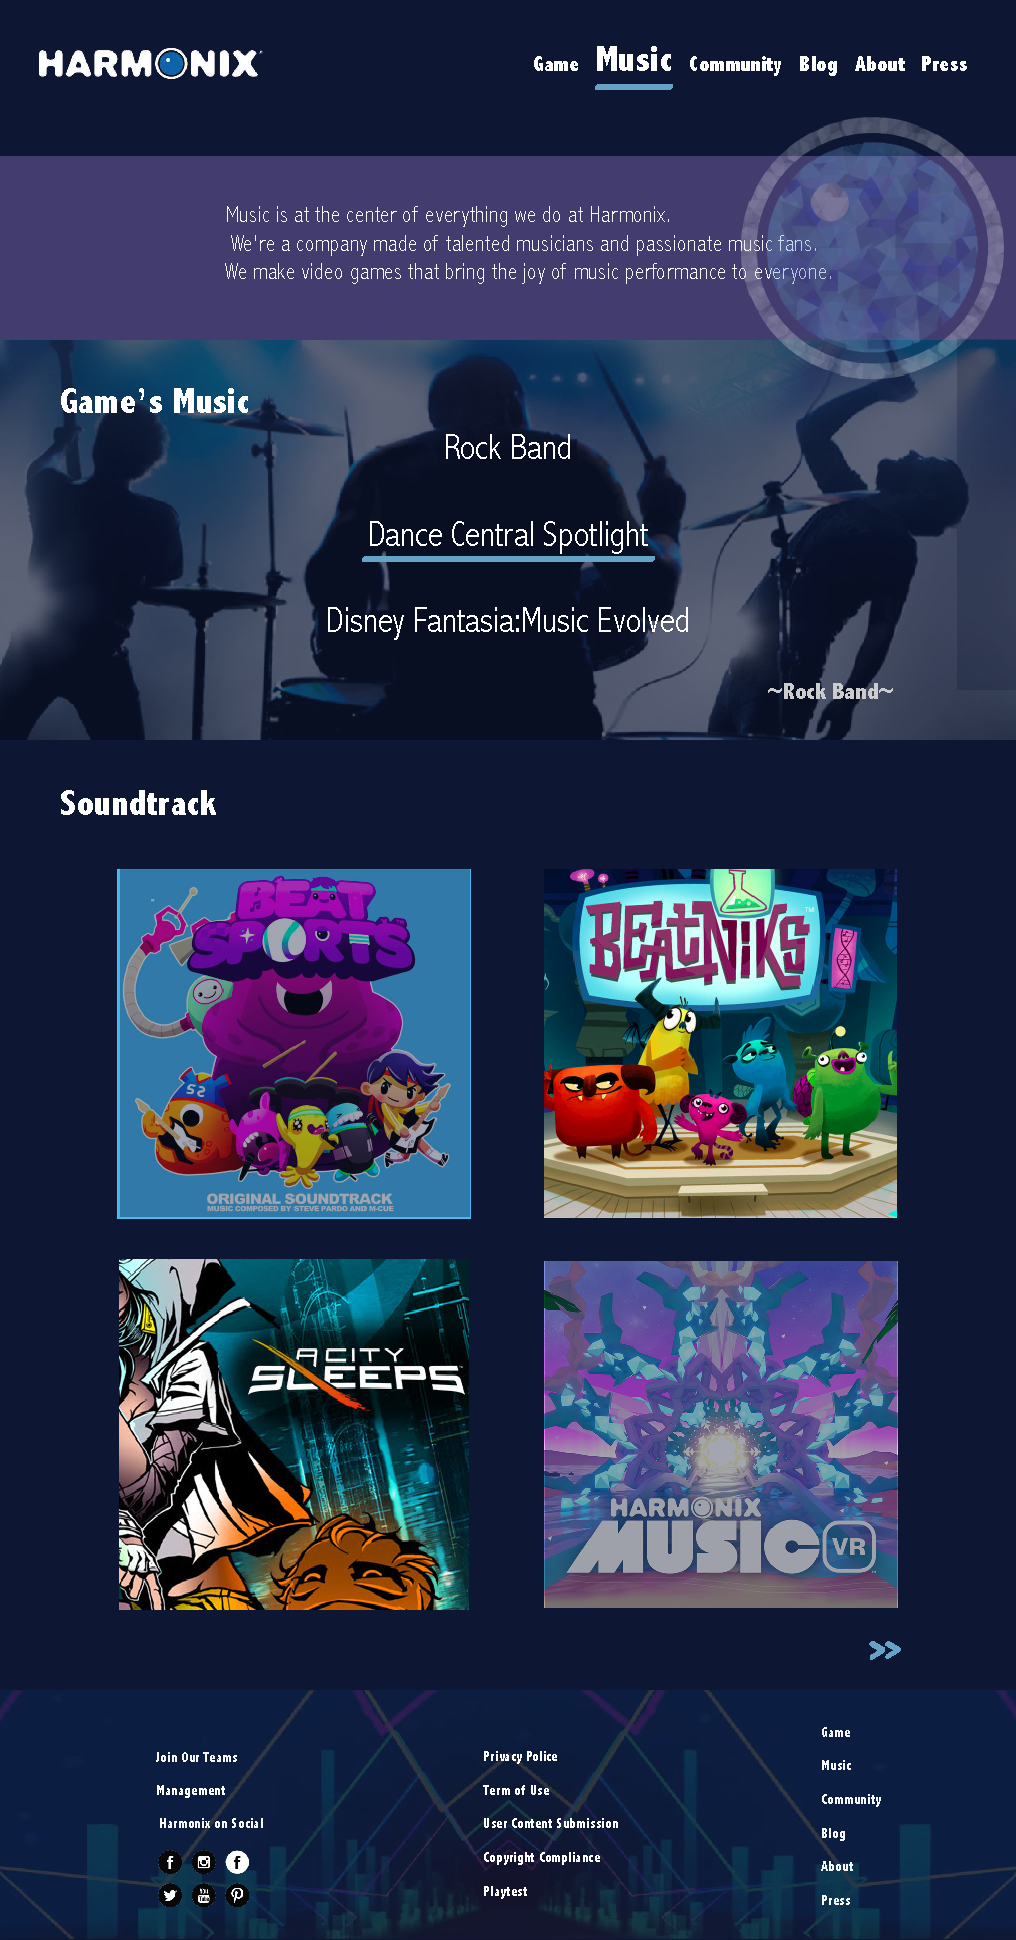 HARMONIX
Game Music Community Blog About Press
Music is at the center of everything we do at Harmonix.
We're a company made of talented musicians and passionate music fans.
We make video games that bring the joy of music performance to everyone.
Game's Music
Rock Band
Dance Central Spotlight
Disney Fantasia:Music Evolved
~Rock Band~
Soundtrack
BEAT
SPORTS
52
ORIGINAL SOUNDTRACK
MUSIC COMPOSED BY STEVE PARDO AND M-CUE
BEATNIKS™
A CITY
SLEEPS
HARMONIX
MUSIC VR
>>
Join Our Teams
Management
Harmonix on Social
You
Tube
Privacy Police
Term of Use
User Content Submission
Copyright Compliance
Playtest
Game
Music
Community
Blog
About
Press